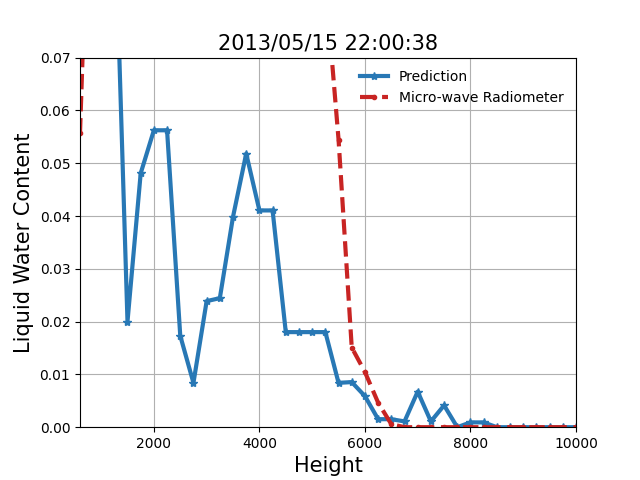 2013/05/15 22:00:38
Liquid Water Content
0.07
0.06
0.05
0.04
0.03
0.02
0.01
0.00
Prediction
Micro-wave Radiometer
2000 4000 6000 8000 10000
Height